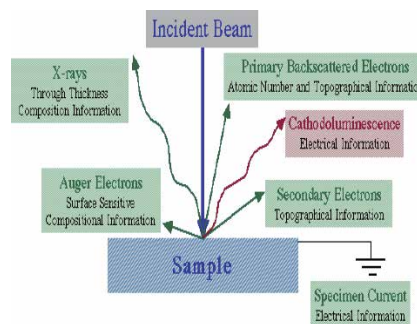 Incident Beam
X-rays
Through Thickness
Composition Information
Primary Backscattered Electrons
Atomic Number and Topographical Information
Cathodoluminescence
Electrical Information
Auger Electrons
Surface Sensitive
Compositional Information
Secondary Electrons
Topographical Information
Sample
Specimen Current
Electrical Information